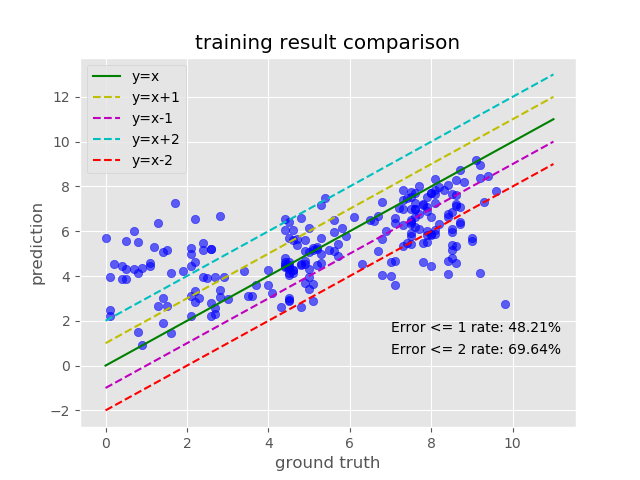 training result comparison
y=x
y=x+1
y=x-1
y=x+2
y=x-2
12
10
8
6
4
2
0
−2
prediction
Error <= 1 rate: 48.21%
Error <= 2 rate: 69.64%
0 2 4 6 8 10
ground truth